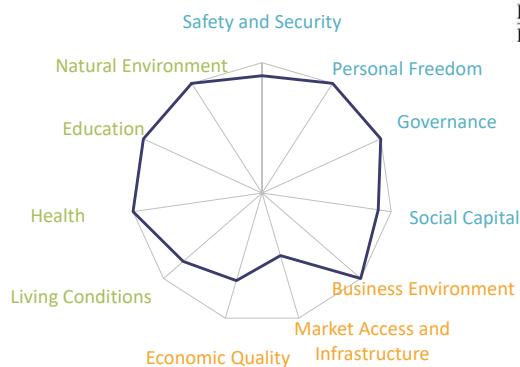 Safety and Security
Natural Environment
Personal Freedom
Education
Governance
Health
Social Capital
Living Conditions
Business Environment
Market Access and
Infrastructure
Economic Quality